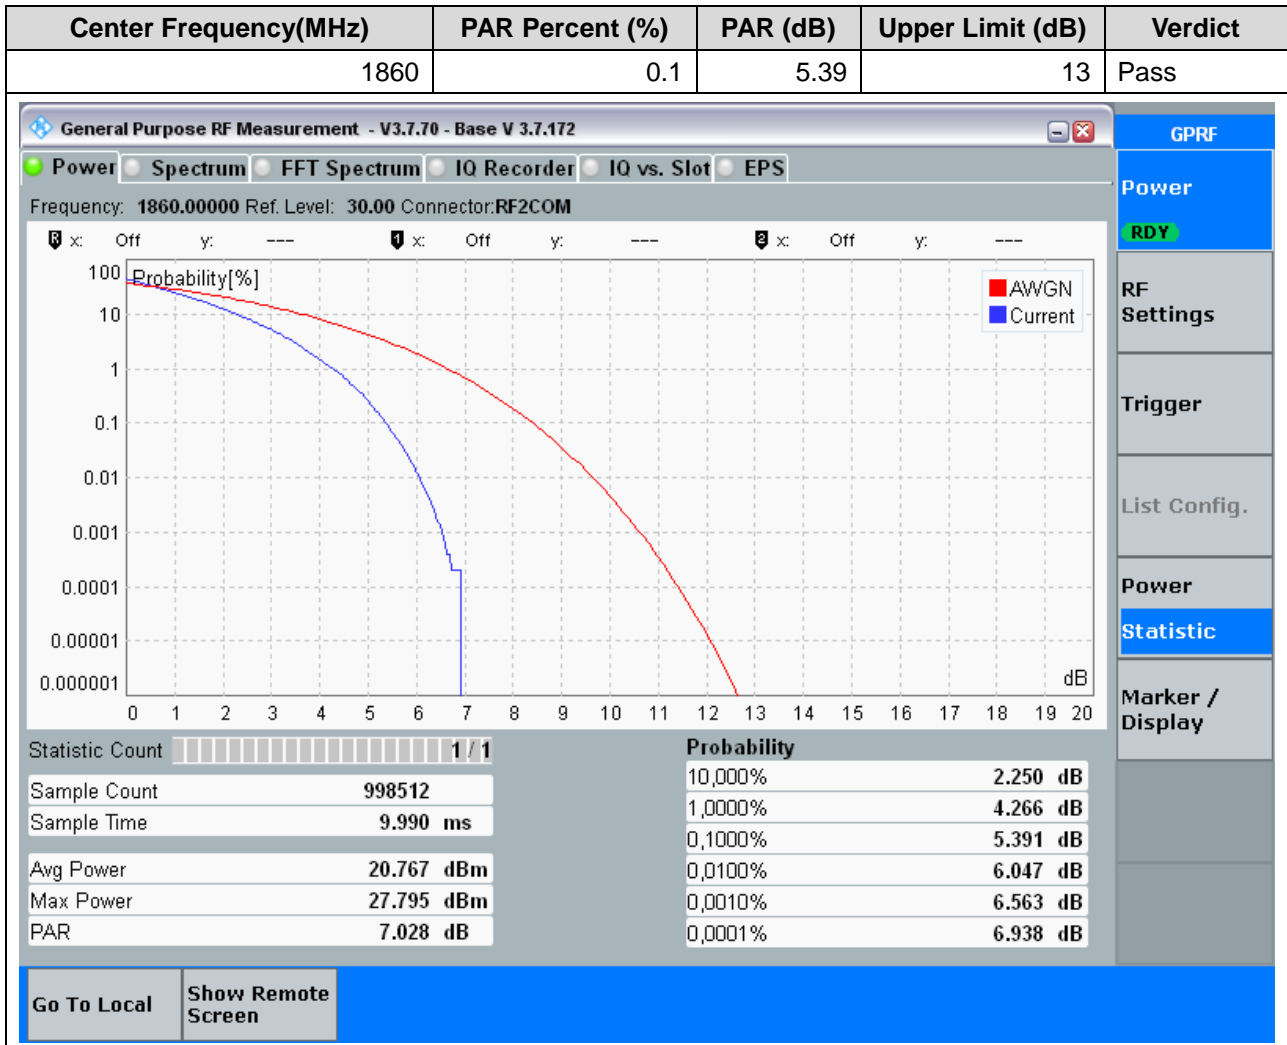 Center Frequency(MHz) PAR Percent (%) PAR (dB) Upper Limit (dB) Verdict
1860 0.1 5.39 13 Pass
General Purpose RF Measurement - V3.7.70 - Base V 3.7.172
GPRF
Power Spectrum FFT Spectrum IQ Recorder IQ vs. Slot EPS
Power
RDY
Frequency: 1860.00000 Ref. Level: 30.00 Connector:RF2COM
R x: Off y: --- 1 x: Off y: --- 2 x: Off y: ---
Probability[%]
AWGN
Current
100
10
1
0.1
0.01
0.001
0.0001
0.00001
0.000001
dB
0 1 2 3 4 5 6 7 8 9 10 11 12 13 14 15 16 17 18 19 20
RF
Settings
Trigger
List Config.
Power
Statistic
Marker /
Display
Statistic Count 1 / 1
Sample Count 998512
Sample Time 9.990 ms
Avg Power 20.767 dBm
Max Power 27.795 dBm
PAR 7.028 dB
Probability
10,000% 2.250 dB
1,0000% 4.266 dB
0,1000% 5.391 dB
0,0100% 6.047 dB
0,0010% 6.563 dB
0,0001% 6.938 dB
Go To Local
Show Remote
Screen